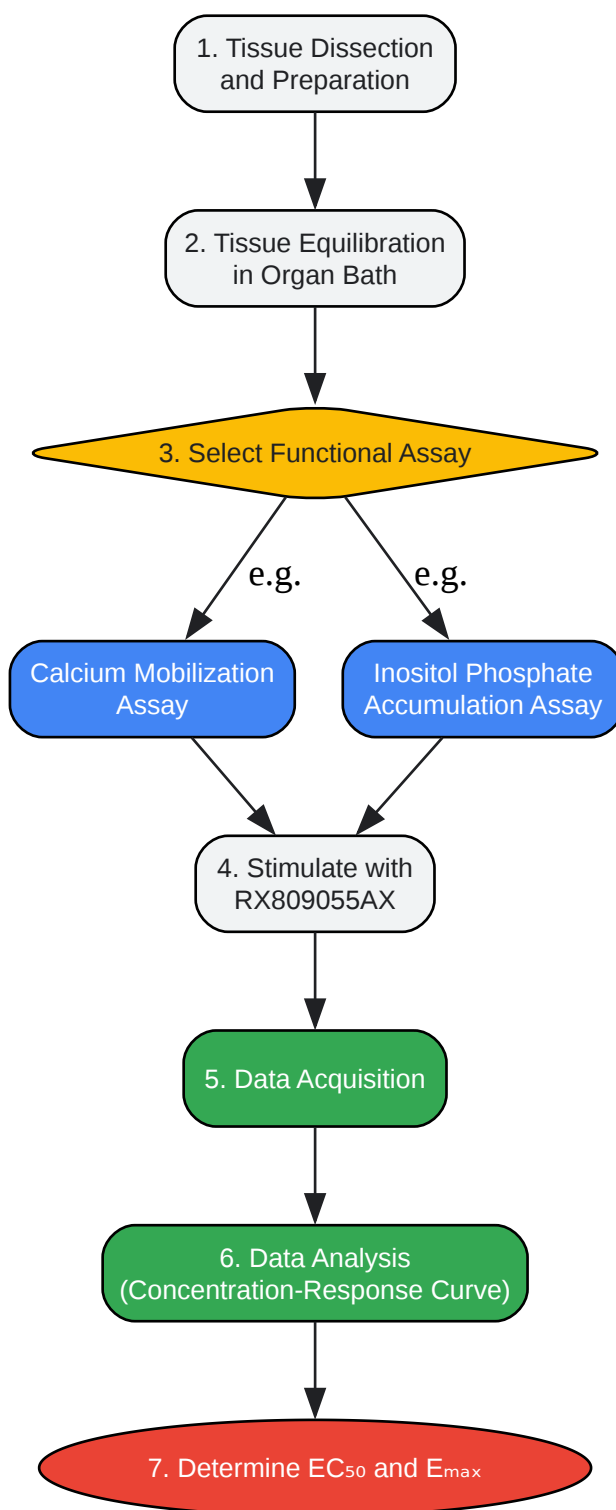 1. Tissue Dissection
and Preparation
2. Tissue Equilibration
in Organ Bath
3. Select Functional Assay
e.g.
e.g.
Calcium Mobilization
Assay
Inositol Phosphate
Accumulation Assay
4. Stimulate with
RX809055AX
5. Data Acquisition
6. Data Analysis
(Concentration-Response Curve)
7. Determine EC₅₀ and Eₘₐₓ